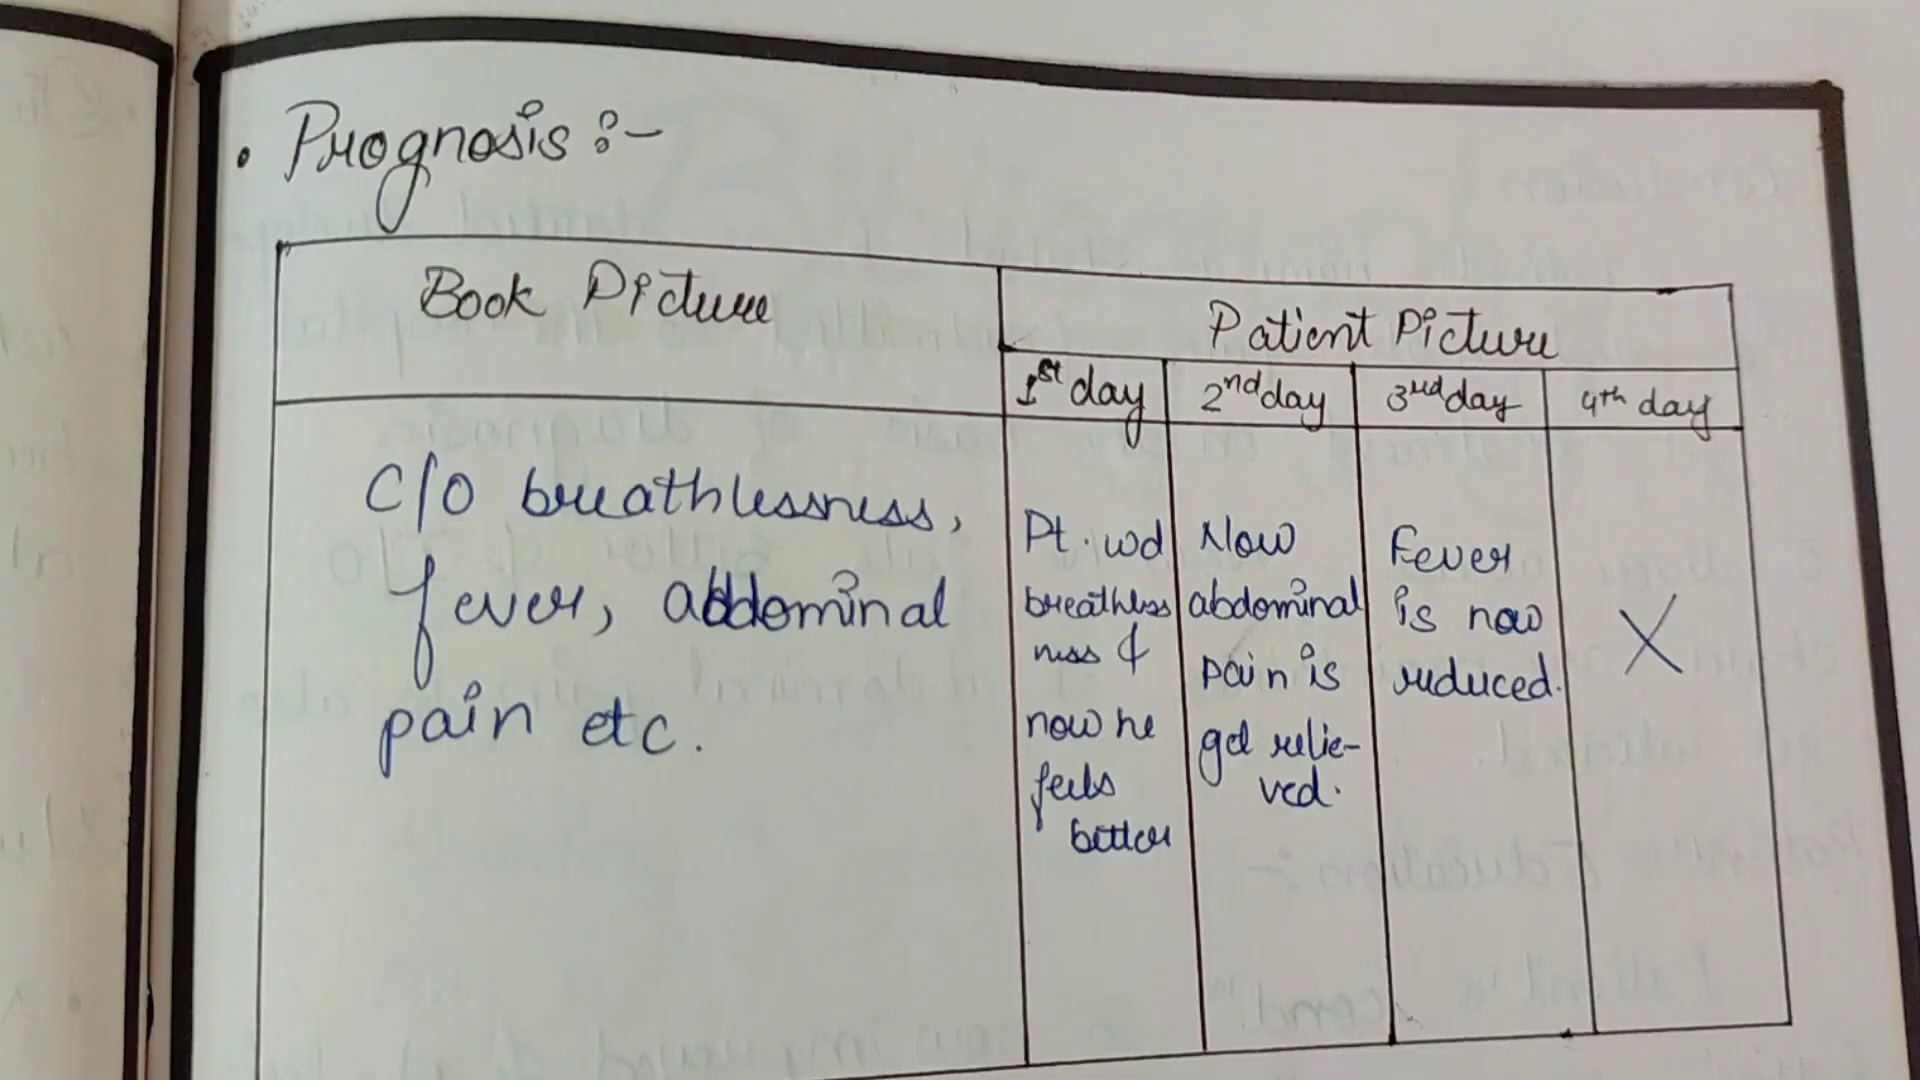 • Prognosis :-
Book Picture
Patient Picture
1st day
2nd day
3rd day
4th day
C/O breathlessness,
fever, abdominal
pain etc.
Pt. wd
breathless
ness &
now he
feels
better
Now
abdominal
pain is
get relie-
ved.
Fever
is now
reduced.
X